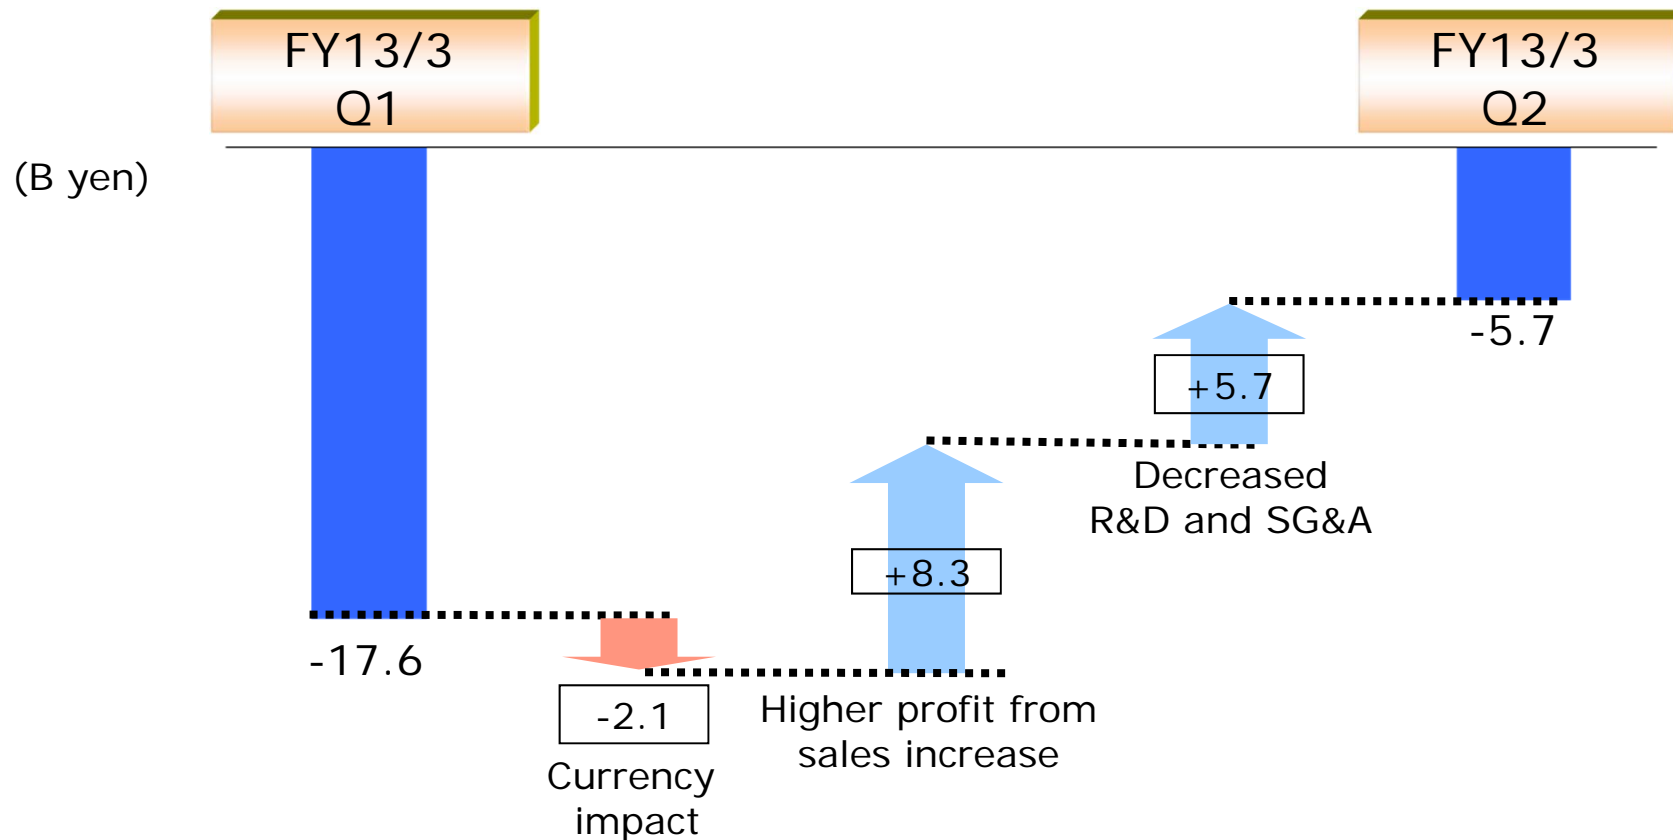 FY13/3
Q1
FY13/3
Q2
(B yen)
-5.7
+5.7
Decreased
R&D and SG&A
+8.3
-17.6
-2.1
Higher profit from
sales increase
Currency
impact